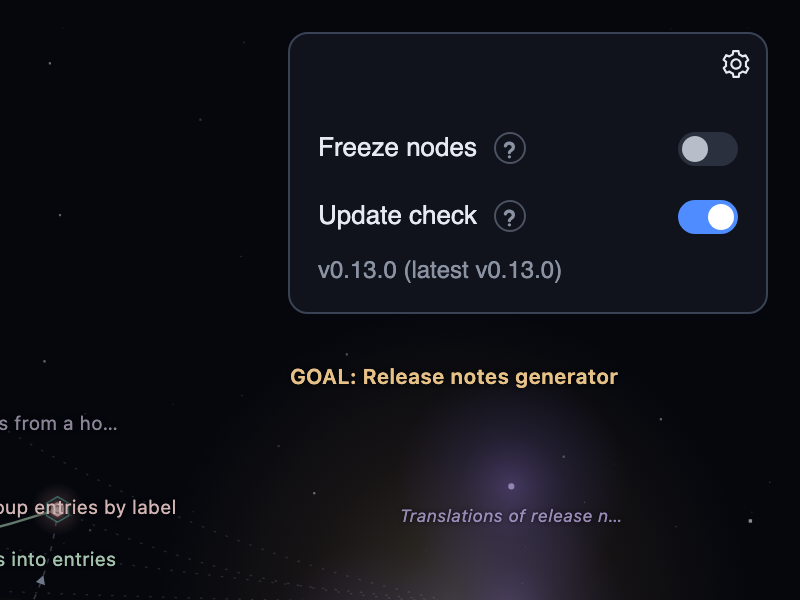 Freeze nodes ?
Update check ?
v0.13.0 (latest v0.13.0)
GOAL: Release notes generator
s from a ho...
oup entries by label
Translations of release n...
s into entries